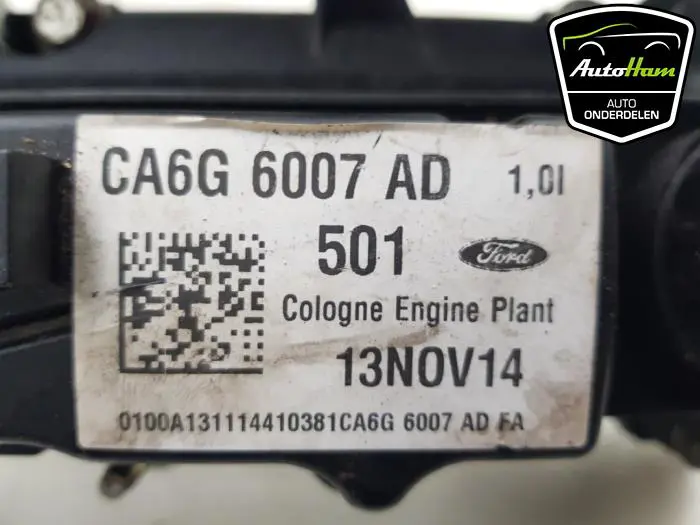 AutoHam
AUTO
ONDERDELEN
CA6G 6007 AD 1,0l
501 Ford
Cologne Engine Plant
13NOV14
0100A131114410381CA6G 6007 AD FA